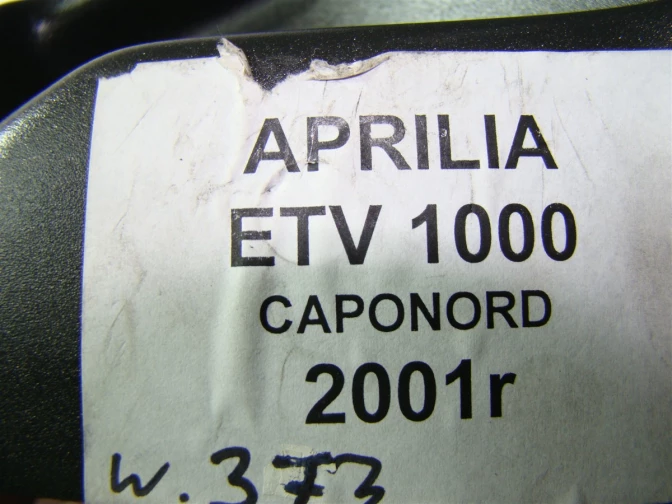 APRILIA
ETV 1000
CAPONORD
2001r
w. 373